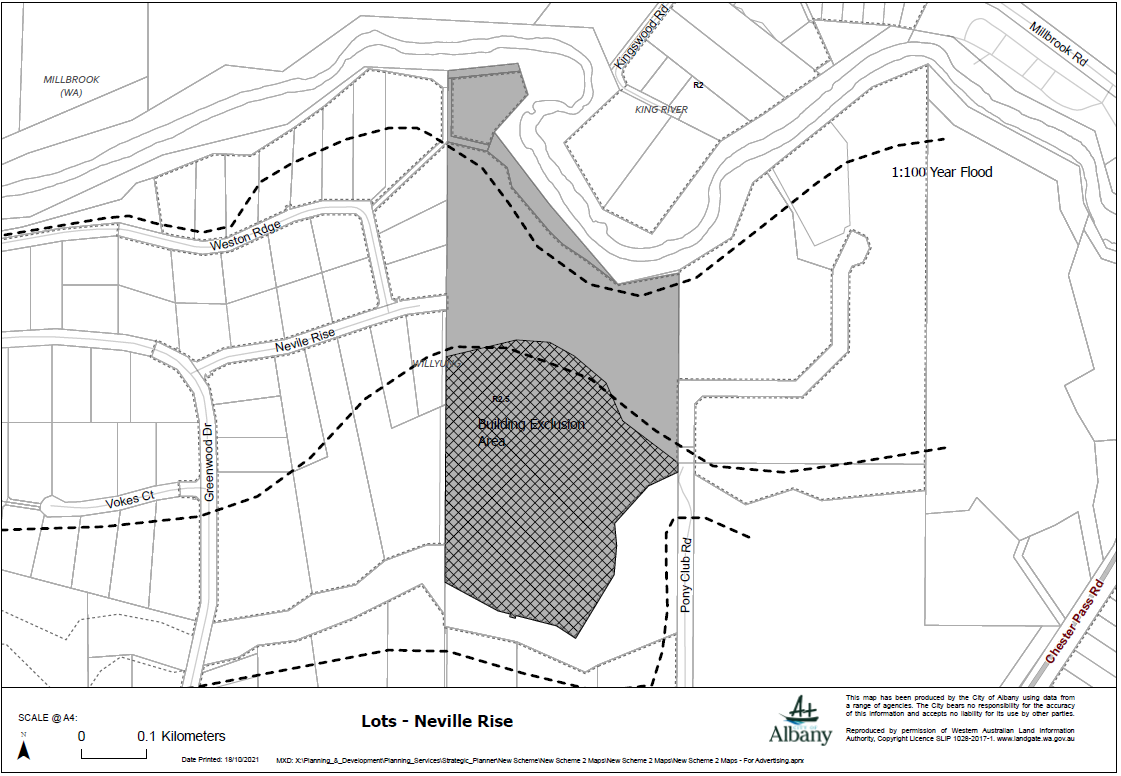 Kingswood Rd
Millbrook Rd
MILLBROOK
(WA)
R2
KING RIVER
1:100 Year Flood
Weston Rdge
Nevile Rise
R2.5
Building Exclusion
Area
Greenwood Dr
Vokes Ct
Pony Club Rd
Chester Pass Rd
SCALE @ A4:
N
0 0.1 Kilometers
Lots - Neville Rise
Date Printed: 18/10/2021
MXD: X:\Planning_&_Development\Planning_Services\Strategic_Planner\New Scheme\New Scheme 2 Maps\New Scheme 2 Maps\New Scheme 2 Maps - For Advertising.aprx
CITY OF
Albany
This map has been produced by the City of Albany using data from
a range of agencies. The City bears no responsibility for the accuracy
of this information and accepts no liability for its use by other parties.
Reproduced by permission of Western Australian Land Information
Authority, Copyright Licence SLIP 1028-2017-1. www.landgate.wa.gov.au